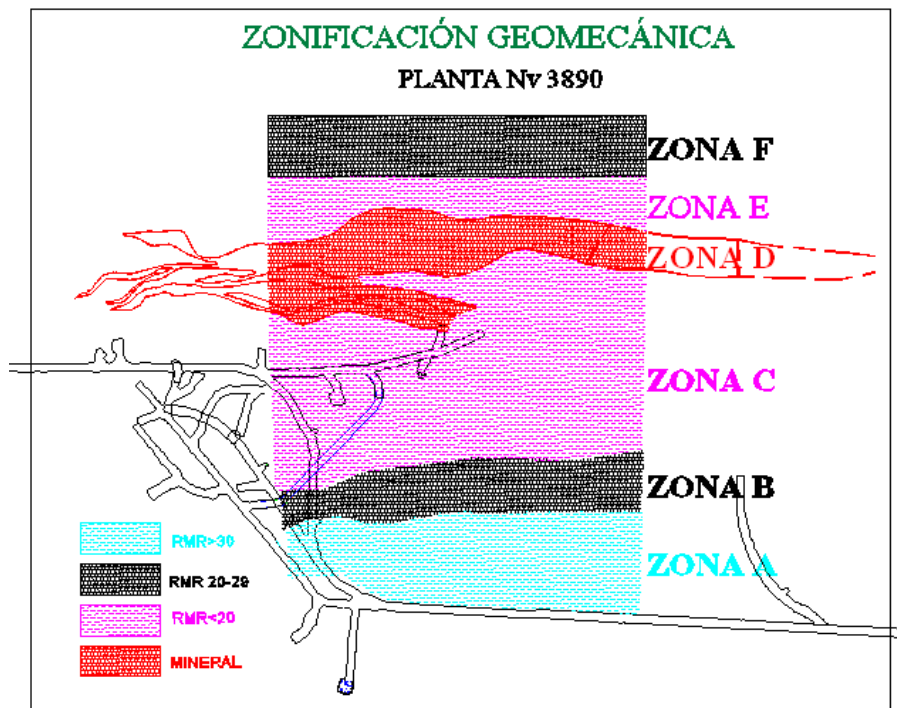 ZONIFICACIÓN GEOMECÁNICA
PLANTA Nv 3890
ZONA F
ZONA E
ZONA D
ZONA C
ZONA B
ZONA A
RMR>30
RMR 20-29
RMR<20
MINERAL